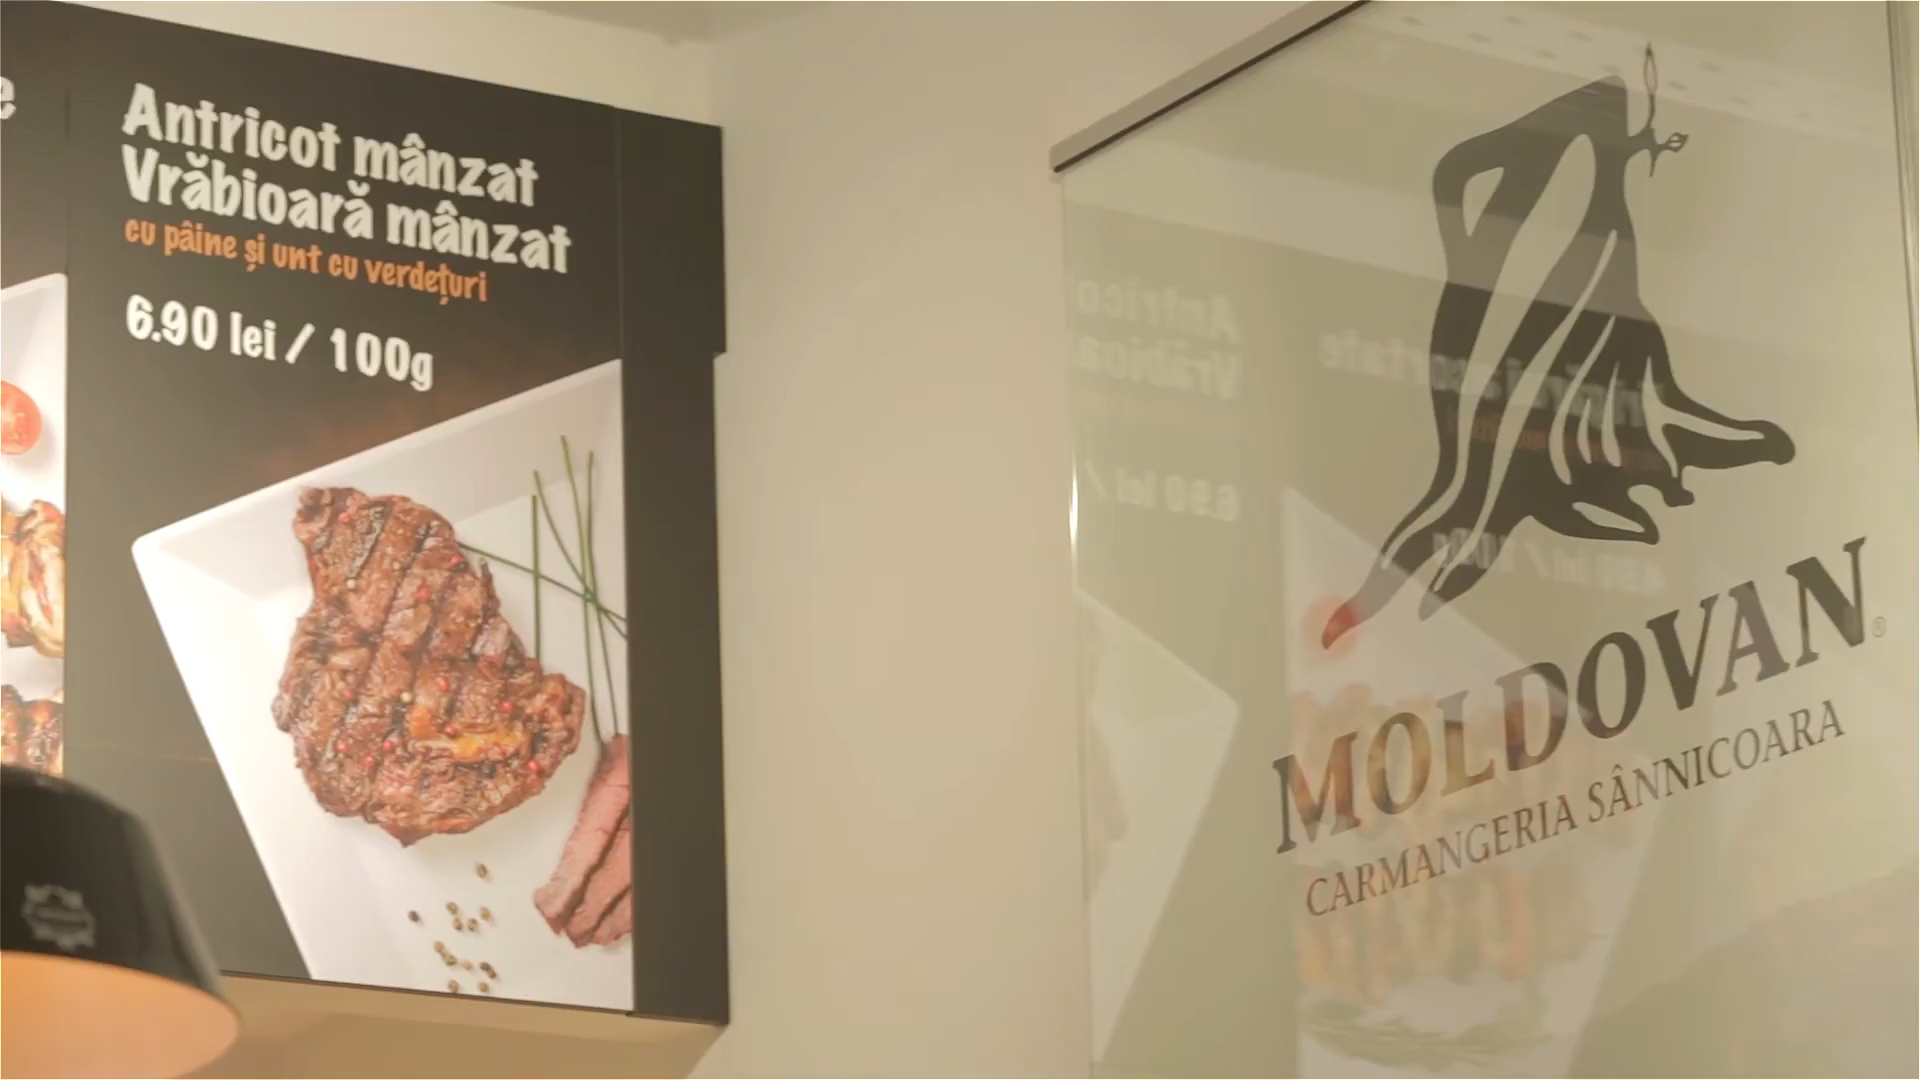 e
Antricot mânzat
Vrăbioară mânzat
cu pâine și unt cu verdețuri
6.90 lei / 100g
MOLDOVAN®
CARMANGERIA SÂNNICOARA